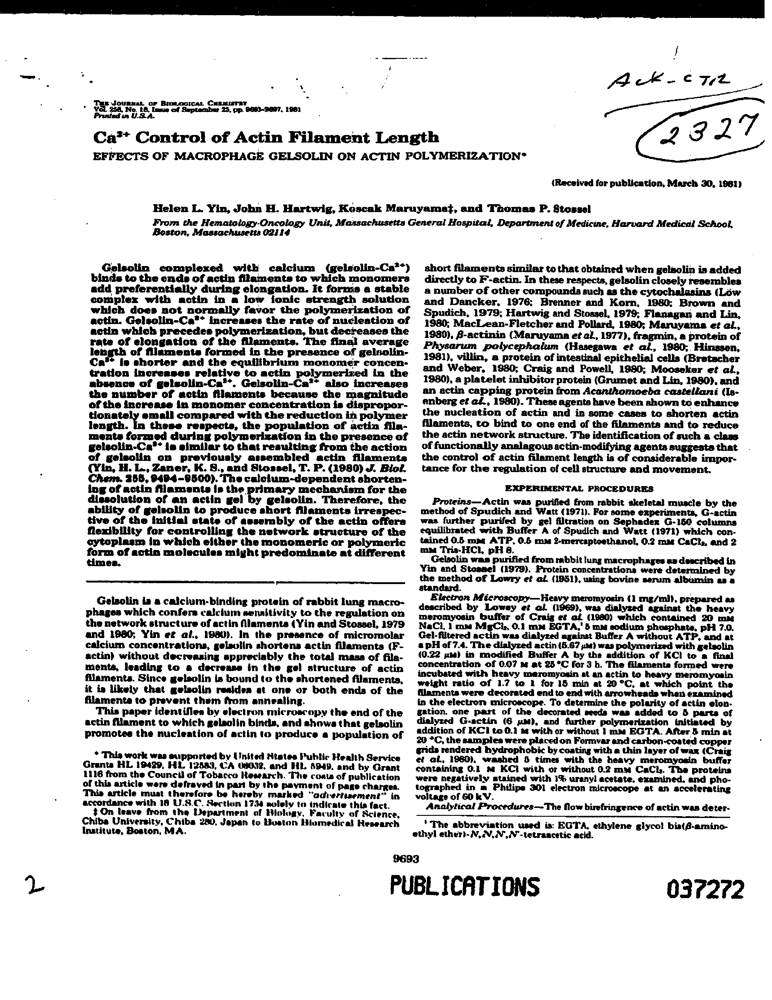 Ack - CTR
2327
THE JOURNAL OF BIOLOGICAL CHEMISTRY
Vol. 256, No. 18, Issue of September 25, pp. 9693-9697, 1981
Printed in U.S.A.
Ca²⁺ Control of Actin Filament Length
EFFECTS OF MACROPHAGE GELSOLIN ON ACTIN POLYMERIZATION*
(Received for publication, March 30, 1981)
Helen L. Yin, John H. Hartwig, Koscak Maruyama‡, and Thomas P. Stossel
From the Hematology-Oncology Unit, Massachusetts General Hospital, Department of Medicine, Harvard Medical School,
Boston, Massachusetts 02114
Gelsolin complexed with calcium (gelsolin-Ca²⁺)
binds to the ends of actin filaments to which monomers
add preferentially during elongation. It forms a stable
complex with actin in a low ionic strength solution
which does not normally favor the polymerization of
actin. Gelsolin-Ca²⁺ increases the rate of nucleation of
actin which precedes polymerization, but decreases the
rate of elongation of the filaments. The final average
length of filaments formed in the presence of gelsolin-
Ca²⁺ is shorter and the equilibrium monomer concen-
tration increases relative to actin polymerized in the
absence of gelsolin-Ca²⁺. Gelsolin-Ca²⁺ also increases
the number of actin filaments because the magnitude
of the increase in monomer concentration is dispropor-
tionately small compared with the reduction in polymer
length. In these respects, the population of actin fila-
ments formed during polymerization in the presence of
gelsolin-Ca²⁺ is similar to that resulting from the action
of gelsolin on previously assembled actin filaments
(Yin, H. L., Zaner, K. S., and Stossel, T. P. (1980) J. Biol.
Chem. 255, 9494-9500). The calcium-dependent shorten-
ing of actin filaments is the primary mechanism for the
dissolution of an actin gel by gelsolin. Therefore, the
ability of gelsolin to produce short filaments irrespec-
tive of the initial state of assembly of the actin offers
flexibility for controlling the network structure of the
cytoplasm in which either the monomeric or polymeric
form of actin molecules might predominate at different
times.
Gelsolin is a calcium-binding protein of rabbit lung macro-
phages which confers calcium sensitivity to the regulation on
the network structure of actin filaments (Yin and Stossel, 1979
and 1980; Yin et al., 1980). In the presence of micromolar
calcium concentrations, gelsolin shortens actin filaments (F-
actin) without decreasing appreciably the total mass of fila-
ments, leading to a decrease in the gel structure of actin
filaments. Since gelsolin is bound to the shortened filaments,
it is likely that gelsolin resides at one or both ends of the
filaments to prevent them from annealing.
This paper identifies by electron microscopy the end of the
actin filament to which gelsolin binds, and shows that gelsolin
promotes the nucleation of actin to produce a population of
* This work was supported by United States Public Health Service
Grants HL 19429, HL 12583, CA 08032, and HL 5949, and by Grant
1116 from the Council of Tobacco Research. The costs of publication
of this article were defrayed in part by the payment of page charges.
This article must therefore be hereby marked "advertisement" in
accordance with 18 U.S.C. Section 1734 solely to indicate this fact.
‡ On leave from the Department of Biology, Faculty of Science,
Chiba University, Chiba 280, Japan to Boston Biomedical Research
Institute, Boston, MA.
short filaments similar to that obtained when gelsolin is added
directly to F-actin. In these respects, gelsolin closely resembles
a number of other compounds such as the cytochalasins (Löw
and Dancker, 1976; Brenner and Korn, 1980; Brown and
Spudich, 1979; Hartwig and Stossel, 1979; Flanagan and Lin,
1980; MacLean-Fletcher and Pollard, 1980; Maruyama et al.,
1980), β-actinin (Maruyama et al., 1977), fragmin, a protein of
Physarum polycephalum (Hasegawa et al., 1980; Hinssen,
1981), villin, a protein of intestinal epithelial cells (Bretscher
and Weber, 1980; Craig and Powell, 1980; Mooseker et al.,
1980), a platelet inhibitor protein (Grumet and Lin, 1980), and
an actin capping protein from Acanthomoeba castellani (Is-
enberg et al., 1980). These agents have been shown to enhance
the nucleation of actin and in some cases to shorten actin
filaments, to bind to one end of the filaments and to reduce
the actin network structure. The identification of such a class
of functionally analagous actin-modifying agents suggests that
the control of actin filament length is of considerable impor-
tance for the regulation of cell structure and movement.
EXPERIMENTAL PROCEDURES
Proteins—Actin was purified from rabbit skeletal muscle by the
method of Spudich and Watt (1971). For some experiments, G-actin
was further purifed by gel filtration on Sephadex G-150 columns
equilibrated with Buffer A of Spudich and Watt (1971) which con-
tained 0.5 mM ATP, 0.5 mM 2-mercaptoethanol, 0.2 mM CaCl₂, and 2
mM Tris-HCl, pH 8.
Gelsolin was purified from rabbit lung macrophages as described in
Yin and Stossel (1979). Protein concentrations were determined by
the method of Lowry et al. (1951), using bovine serum albumin as a
standard.
Electron Microscopy—Heavy meromyosin (1 mg/ml), prepared as
described by Lowey et al. (1969), was dialyzed against the heavy
meromyosin buffer of Craig et al. (1980) which contained 20 mM
NaCl, 1 mM MgCl₂, 0.1 mM EGTA,¹ 5 mM sodium phosphate, pH 7.0.
Gel-filtered actin was dialyzed against Buffer A without ATP, and at
a pH of 7.4. The dialyzed actin (5.67 μM) was polymerized with gelsolin
(0.22 μM) in modified Buffer A by the addition of KCl to a final
concentration of 0.07 M at 25 °C for 3 h. The filaments formed were
incubated with heavy meromyosin at an actin to heavy meromyosin
weight ratio of 1.7 to 1 for 15 min at 20 °C, at which point the
filaments were decorated end to end with arrowheads when examined
in the electron microscope. To determine the polarity of actin elon-
gation, one part of the decorated seeds was added to 5 parts of
dialyzed G-actin (6 μM), and further polymerization initiated by
addition of KCl to 0.1 M with or without 1 mM EGTA. After 5 min at
20 °C, the samples were placed on Formvar and carbon-coated copper
grids rendered hydrophobic by coating with a thin layer of wax (Craig
et al., 1980), washed 5 times with the heavy meromyosin buffer
containing 0.1 M KCl with or without 0.2 mM CaCl₂. The proteins
were negatively stained with 1% uranyl acetate, examined, and pho-
tographed in a Philips 301 electron microscope at an accelerating
voltage of 60 kV.
Analytical Procedures—The flow birefringence of actin was deter-
¹ The abbreviation used is: EGTA, ethylene glycol bis(β-amino-
ethyl ether)-N,N,N′,N′-tetraacetic acid.
9693
2
PUBLICATIONS
037272